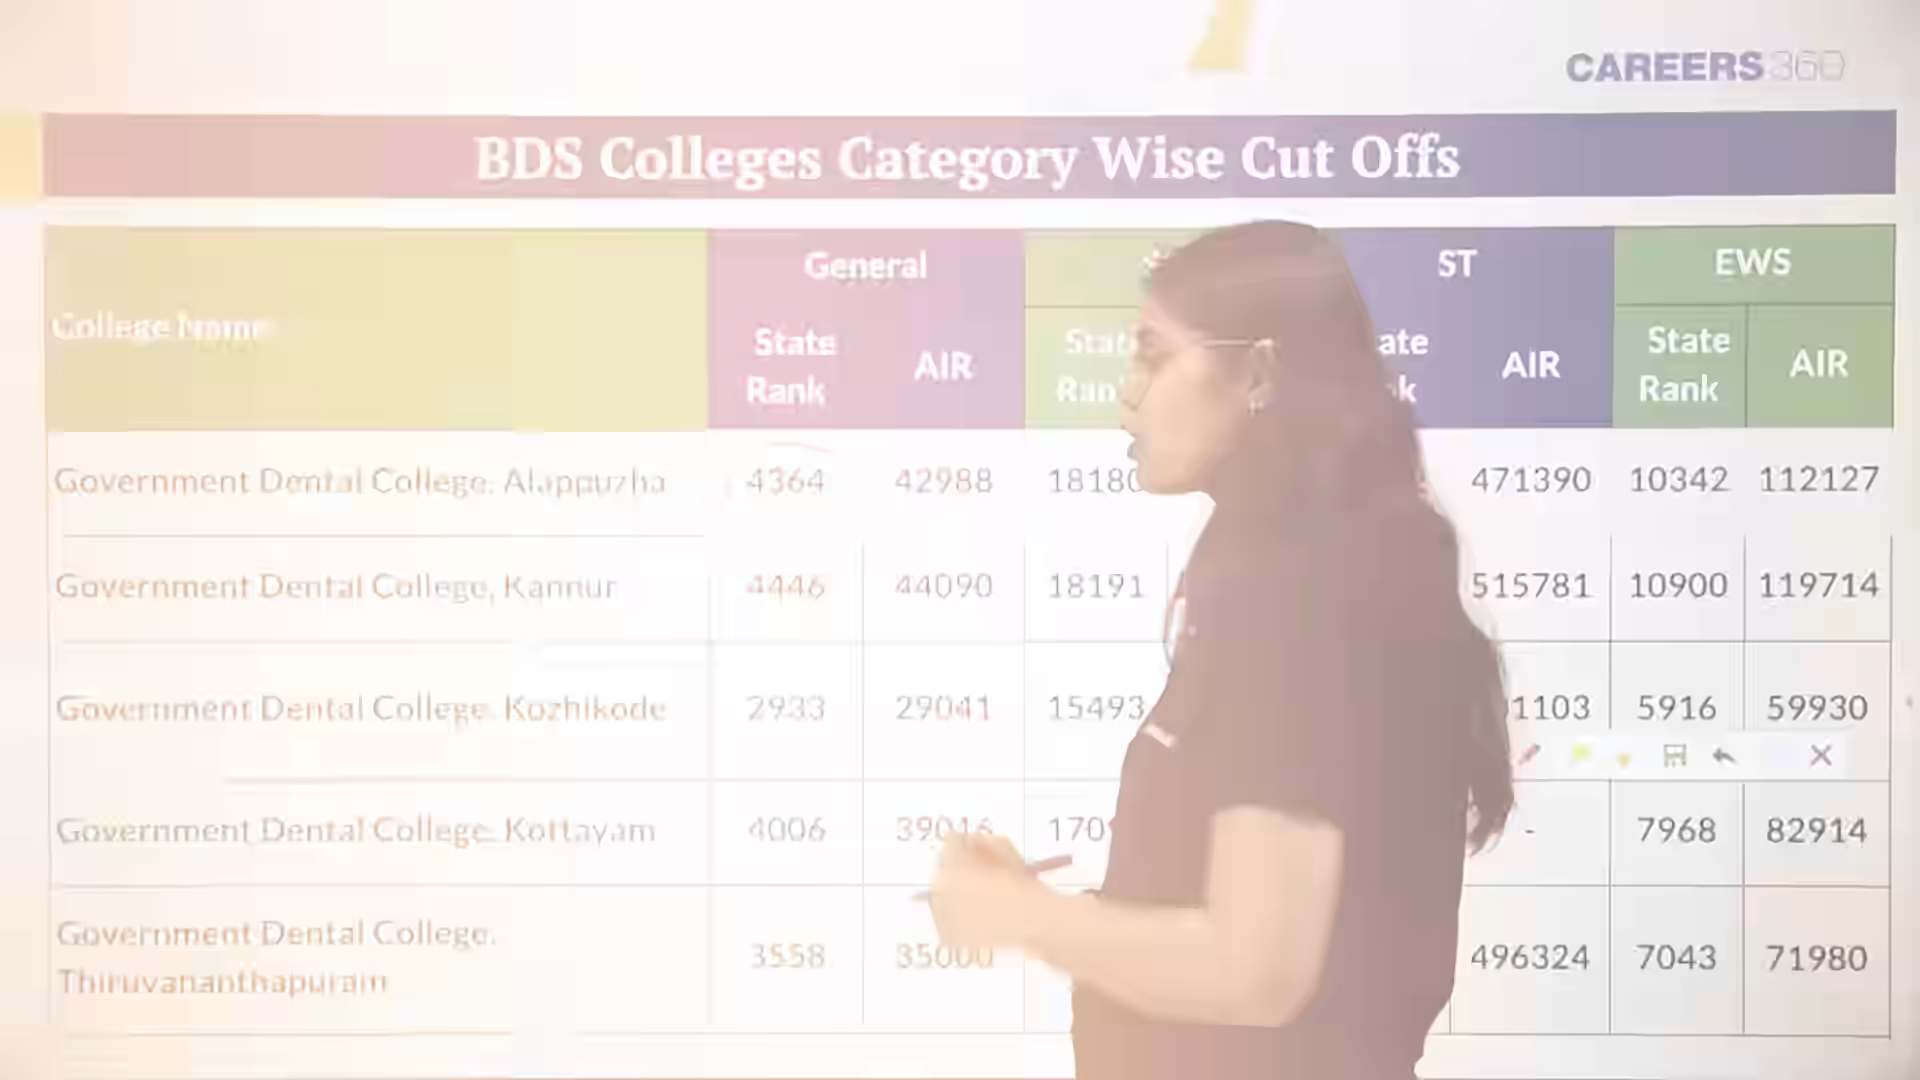 CAREERS360
BDS Colleges Category Wise Cut Offs
College Name
General
ST
EWS
State
Rank
AIR
AIR
State
Rank
AIR
Government Dental College, Alappuzha 4364 42988 471390 10342 112127
Government Dental College, Kannur 4446 44090 18191 515781 10900 119714
Government Dental College, Kozhikode 2933 29041 15493 5916 59930
Government Dental College, Kottayam 4006 39016 - 7968 82914
Government Dental College,
Thiruvananthapuram
3558 35000 496324 7043 71980